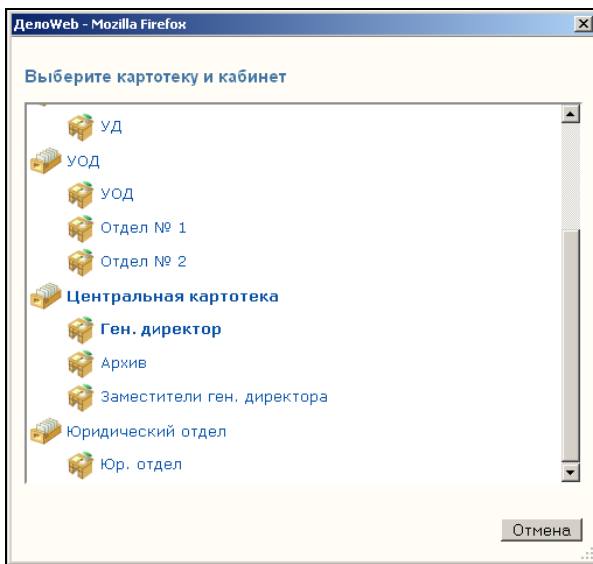 ДелоWeb - Mozilla Firefox
Выберите картотеку и кабинет
УД
УОД
УОД
Отдел № 1
Отдел № 2
Центральная картотека
Ген. директор
Архив
Заместители ген. директора
Юридический отдел
Юр. отдел
Отмена